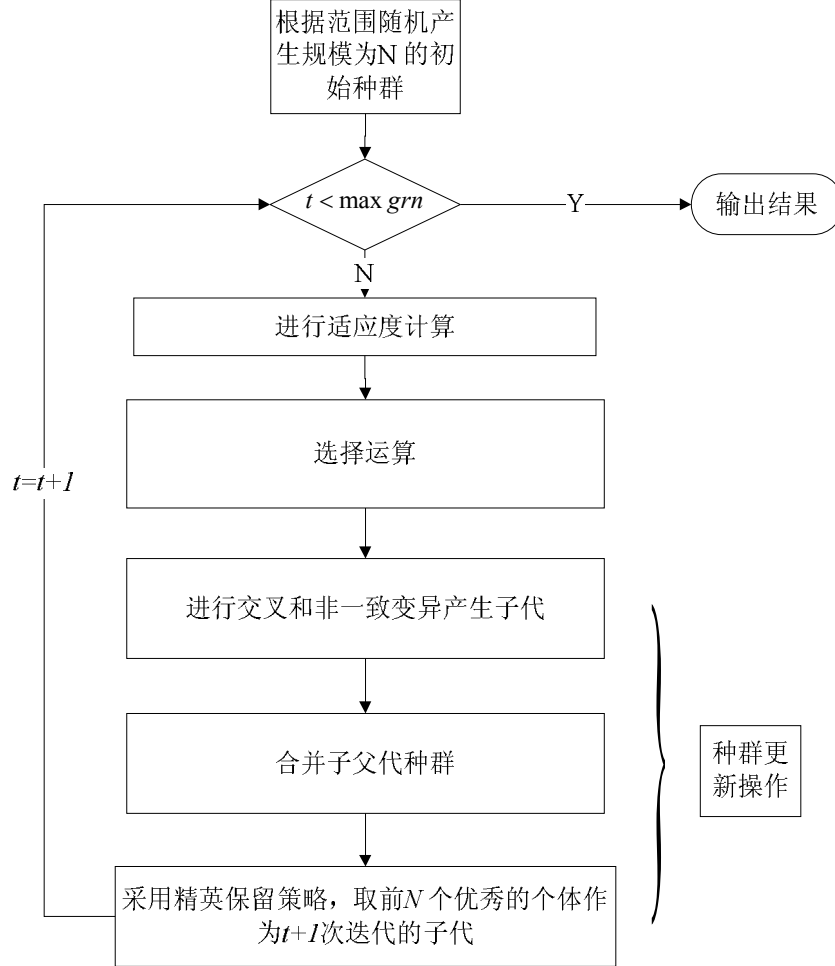 根据范围随机产
生规模为N 的初
始种群
t < max grn
Y
输出结果
N
进行适应度计算
选择运算
t=t+1
进行交叉和非一致变异产生子代
合并子父代种群
种群更
新操作
采用精英保留策略，取前N 个优秀的个体作
为t+1次迭代的子代